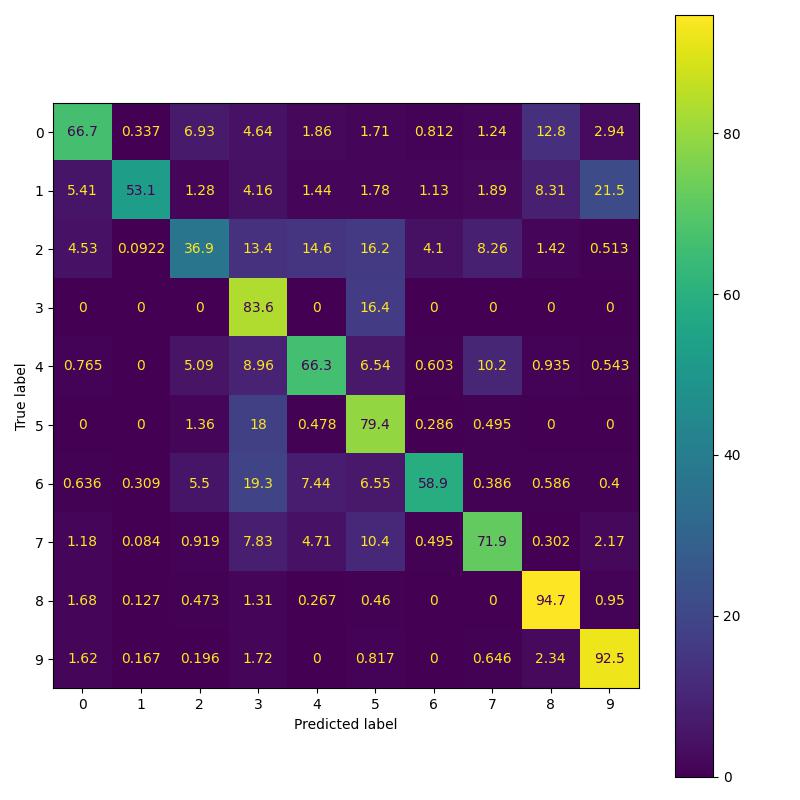 0 66.7 0.337 6.93 4.64 1.86 1.71 0.812 1.24 12.8 2.94
80
1 5.41 53.1 1.28 4.16 1.44 1.78 1.13 1.89 8.31 21.5
2 4.53 0.0922 36.9 13.4 14.6 16.2 4.1 8.26 1.42 0.513
60
3 0 0 0 83.6 0 16.4 0 0 0 0
4 0.765 0 5.09 8.96 66.3 6.54 0.603 10.2 0.935 0.543
True label
5 0 0 1.36 18 0.478 79.4 0.286 0.495 0 0
40
6 0.636 0.309 5.5 19.3 7.44 6.55 58.9 0.386 0.586 0.4
7 1.18 0.084 0.919 7.83 4.71 10.4 0.495 71.9 0.302 2.17
8 1.68 0.127 0.473 1.31 0.267 0.46 0 0 94.7 0.95
20
9 1.62 0.167 0.196 1.72 0 0.817 0 0.646 2.34 92.5
0 1 2 3 4 5 6 7 8 9
Predicted label
0